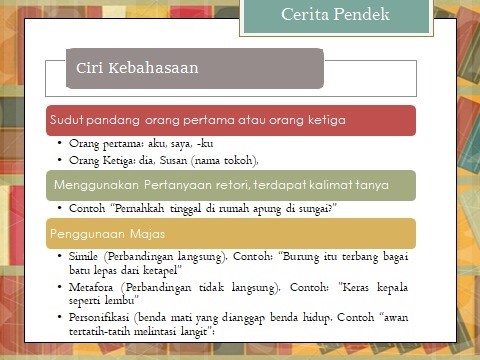 Cerita Pendek
Ciri Kebahasaan
Sudut pandang orang pertama atau orang ketiga
• Orang pertama: aku, saya, -ku
• Orang Ketiga: dia, Susan (nama tokoh),
Menggunakan Pertanyaan retori, terdapat kalimat tanya
• Contoh “Pernahkah tinggal di rumah apung di sungai?”
Penggunaan Majas
• Simile (Perbandingan langsung). Contoh: “Burung itu terbang bagai
batu lepas dari ketapel”
• Metafora (Perbandingan tidak langsung). Contoh: “Keras kepala
seperti lembu”
• Personifikasi (benda mati yang dianggap benda hidup. Contoh “awan
tertatih-tatih melintasi langit”: